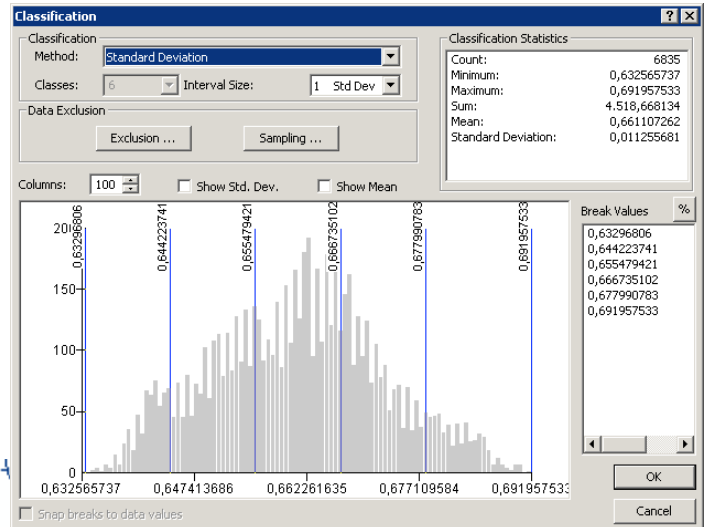 Classification
Classification
Method: Standard Deviation
Classes: 6 Interval Size: 1 Std Dev
Data Exclusion
Exclusion ... Sampling ...
Classification Statistics
Count: 6835
Minimum: 0,632565737
Maximum: 0,691957533
Sum: 4.518,668134
Mean: 0,661107262
Standard Deviation: 0,011255681
Columns: 100 Show Std. Dev. Show Mean
0,63296806 0,644223741 0,655479421 0,666735102 0,677990783 0,691957533
200
150
100
50
0
0,632565737 0,647413686 0,662261635 0,677109584 0,691957533
Break Values %
0,63296806
0,644223741
0,655479421
0,666735102
0,677990783
0,691957533
OK
Cancel
Snap breaks to data values